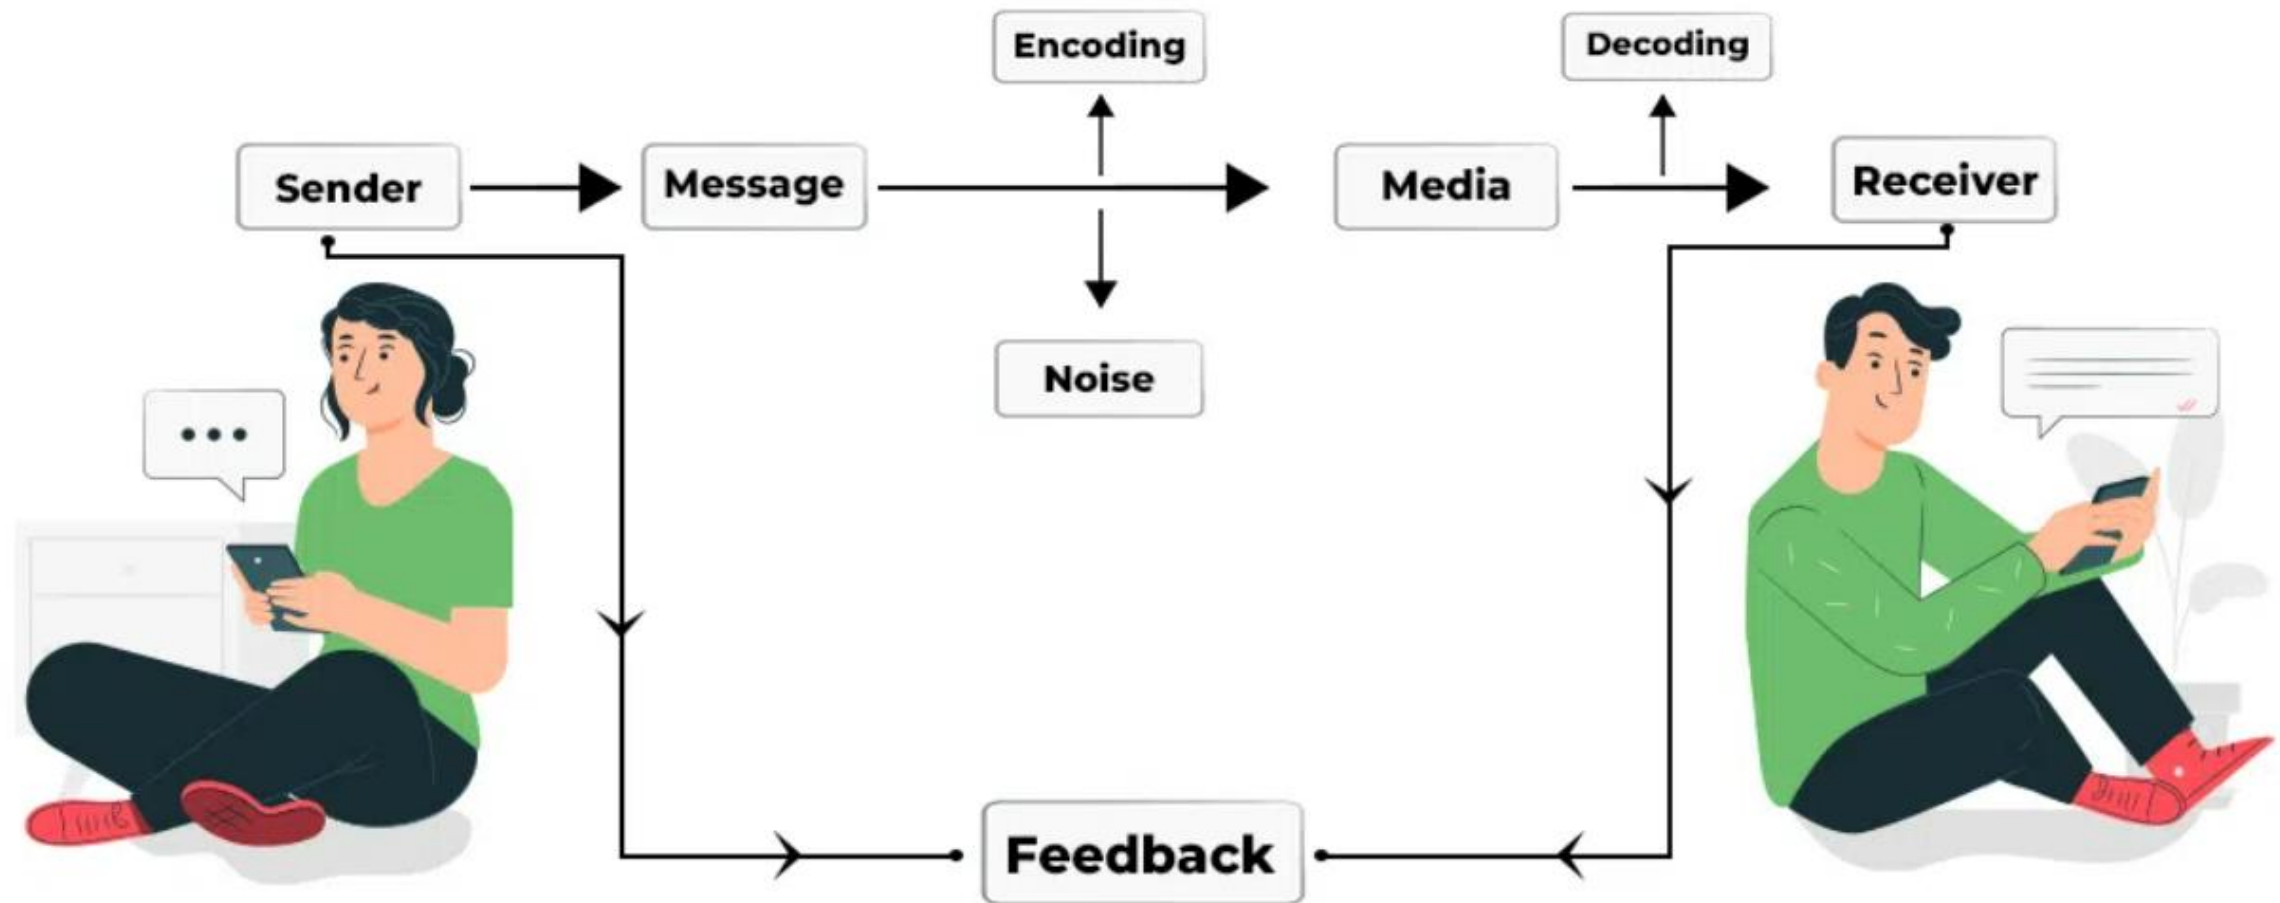 Encoding
Decoding
Sender
Message
Media
Receiver
Noise
Feedback